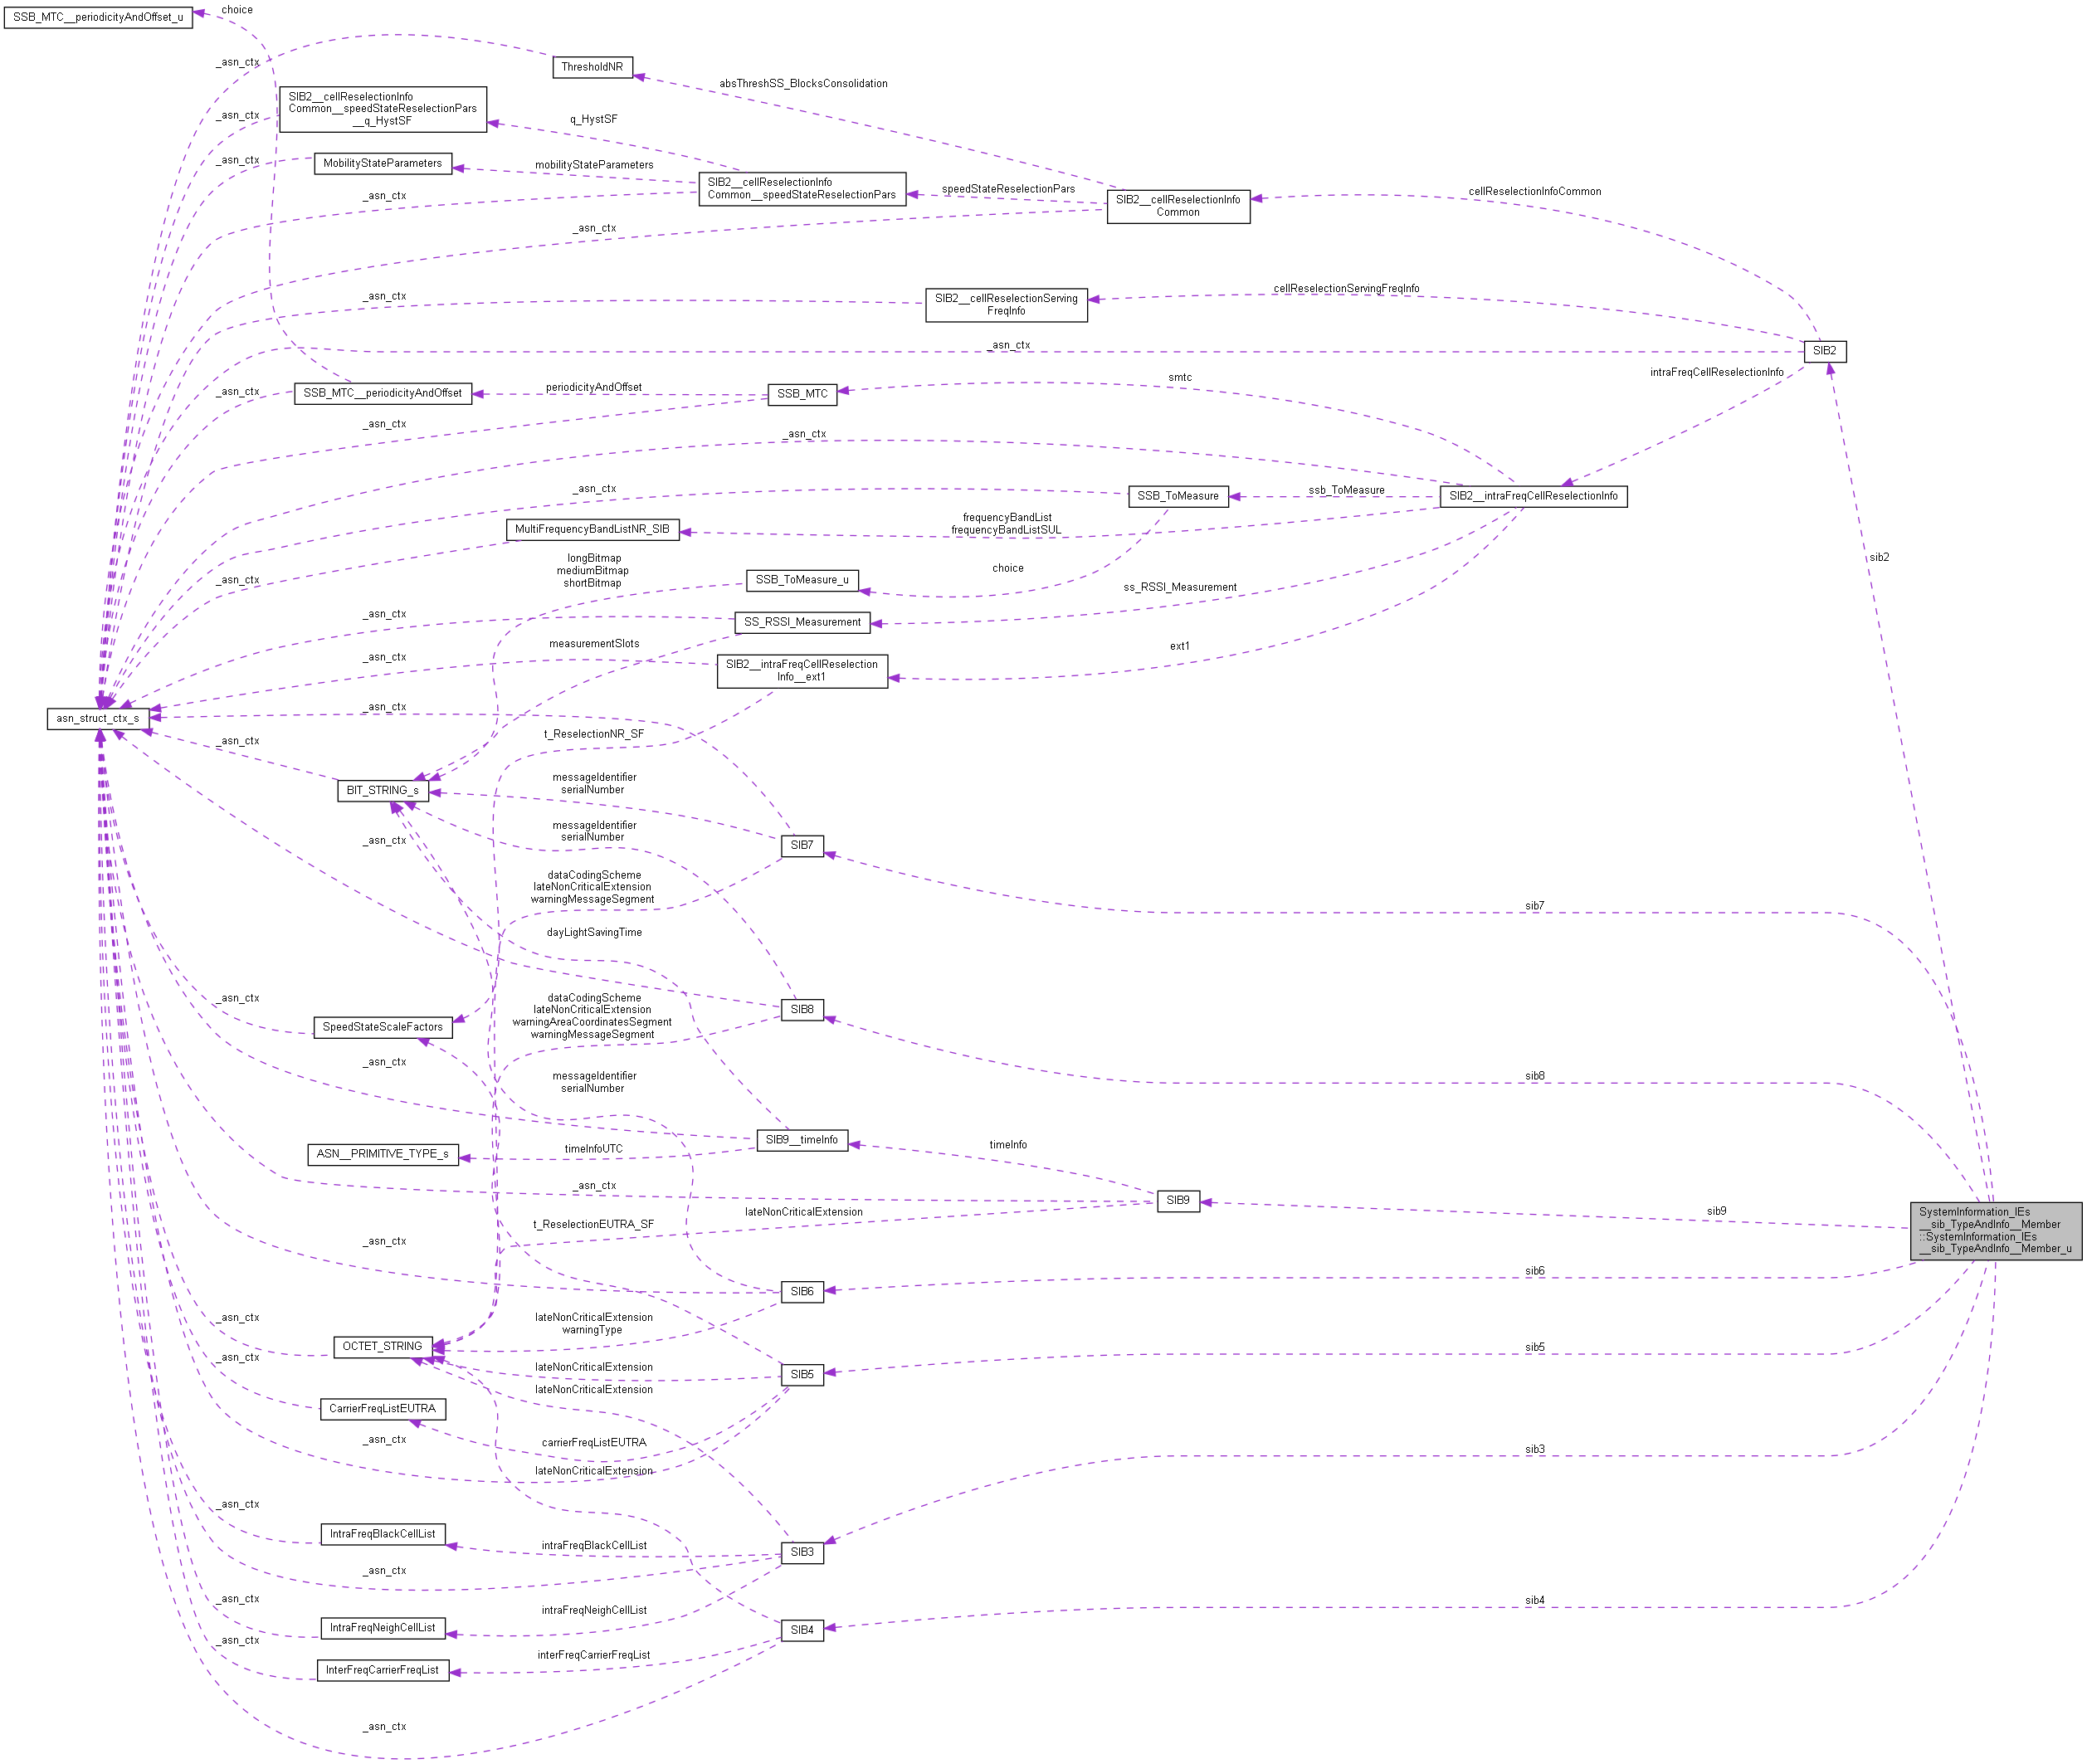 SSB_MTC__periodicityAndOffset_u
choice
_asn_ctx
ThresholdNR
absThreshSS_BlocksConsolidation
SIB2__cellReselectionInfo
Common__speedStateReselectionPars
__q_HystSF
_asn_ctx
q_HystSF
MobilityStateParameters
_asn_ctx
mobilityStateParameters
SIB2__cellReselectionInfo
Common__speedStateReselectionPars
_asn_ctx
speedStateReselectionPars
SIB2__cellReselectionInfo
Common
cellReselectionInfoCommon
_asn_ctx
_asn_ctx
SIB2__cellReselectionServing
FreqInfo
cellReselectionServingFreqInfo
_asn_ctx
SIB2
intraFreqCellReselectionInfo
SSB_MTC__periodicityAndOffset
_asn_ctx
periodicityAndOffset
SSB_MTC
smtc
_asn_ctx
_asn_ctx
_asn_ctx
SSB_ToMeasure
ssb_ToMeasure
SIB2__intraFreqCellReselectionInfo
MultiFrequencyBandListNR_SIB
frequencyBandList
frequencyBandListSUL
_asn_ctx
longBitmap
mediumBitmap
shortBitmap
SSB_ToMeasure_u
choice
ss_RSSI_Measurement
sib2
_asn_ctx
SS_RSSI_Measurement
measurementSlots
_asn_ctx
SIB2__intraFreqCellReselection
Info__ext1
ext1
asn_struct_ctx_s
_asn_ctx
_asn_ctx
t_ReselectionNR_SF
BIT_STRING_s
messageIdentifier
serialNumber
messageIdentifier
serialNumber
_asn_ctx
SIB7
dataCodingScheme
lateNonCriticalExtension
warningMessageSegment
sib7
dayLightSavingTime
_asn_ctx
SpeedStateScaleFactors
dataCodingScheme
lateNonCriticalExtension
warningAreaCoordinatesSegment
warningMessageSegment
SIB8
_asn_ctx
messageIdentifier
serialNumber
sib8
SIB9__timeInfo
timeInfo
ASN__PRIMITIVE_TYPE_s
timeInfoUTC
_asn_ctx
SIB9
lateNonCriticalExtension
sib9
SystemInformation_IEs
__sib_TypeAndInfo__Member
::SystemInformation_IEs
__sib_TypeAndInfo__Member_u
t_ReselectionEUTRA_SF
_asn_ctx
sib6
SIB6
_asn_ctx
lateNonCriticalExtension
warningType
OCTET_STRING
sib5
_asn_ctx
lateNonCriticalExtension
SIB5
lateNonCriticalExtension
CarrierFreqListEUTRA
carrierFreqListEUTRA
_asn_ctx
sib3
lateNonCriticalExtension
_asn_ctx
IntraFreqBlackCellList
intraFreqBlackCellList
SIB3
_asn_ctx
_asn_ctx
intraFreqNeighCellList
sib4
IntraFreqNeighCellList
SIB4
_asn_ctx
interFreqCarrierFreqList
InterFreqCarrierFreqList
_asn_ctx